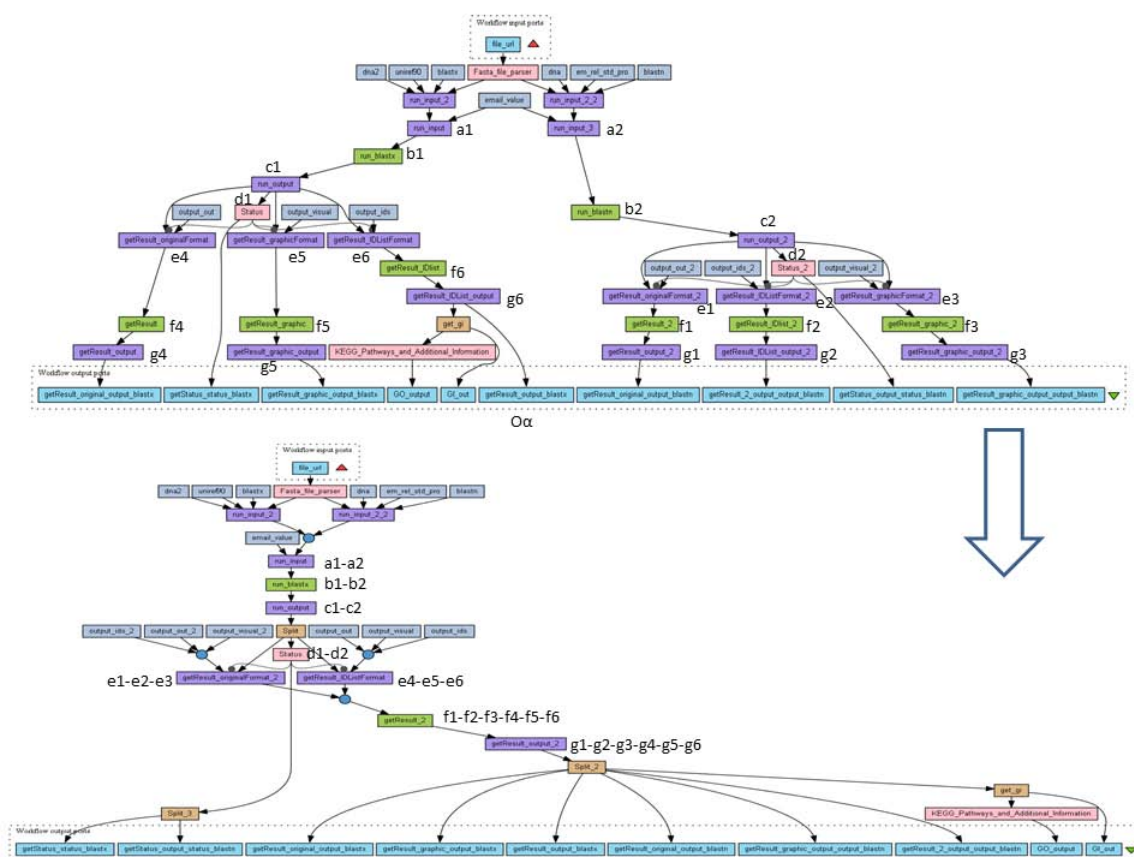 Workflow input ports
file_url
dna2 uniref90 blastx Fasta_file_parser dna em_rel_std_pro blastn
run_input_2 email_value run_input_2_2
run_input a1 run_input_3 a2
run_blastx b1
c1
run_output
d1
output_out Status output_visual output_ids run_blastn b2
c2
getResult_originalFormat getResult_graphicFormat getResult_IDListFormat run_output_2
e4 e5 e6 d2
getResult_IDlist f6 output_out_2 output_ids_2 Status_2 output_visual_2
getResult_IDList_output g6 getResult_originalFormat_2 getResult_IDListFormat_2 getResult_graphicFormat_2
e1 e2 e3
getResult f4 getResult_graphic f5 get_gi getResult_2 f1 getResult_IDlist_2 f2 getResult_graphic_2 f3
getResult_output g4 getResult_graphic_output KEGG_Pathways_and_Additional_Information getResult_output_2 g1 getResult_IDList_output_2 g2 getResult_graphic_output_2 g3
g5
Workflow output ports
getResult_original_output_blastx getStatus_status_blastx getResult_graphic_output_blastx GO_output GI_out getResult_output_blastx getResult_original_output_blastn getResult_2_output_output_blastn getStatus_output_status_blastn getResult_graphic_output_output_blastn
Oα
Workflow input ports
file_url
dna2 uniref90 blastx Fasta_file_parser dna em_rel_std_pro blastn
run_input_2 run_input_2_2
email_value
run_input a1-a2
run_blastx b1-b2
run_output c1-c2
output_ids_2 output_out_2 output_visual_2 Split output_out output_visual output_ids
Status d1-d2
getResult_originalFormat_2 getResult_IDListFormat
e1-e2-e3 e4-e5-e6
getResult_2 f1-f2-f3-f4-f5-f6
getResult_output_2 g1-g2-g3-g4-g5-g6
Split_2
get_gi
Split_3 KEGG_Pathways_and_Additional_Information
Workflow output ports
getStatus_status_blastx getStatus_output_status_blastn getResult_original_output_blastx getResult_graphic_output_blastx getResult_output_blastx getResult_original_output_blastn getResult_graphic_output_output_blastn getResult_2_output_output_blastn GO_output GI_out